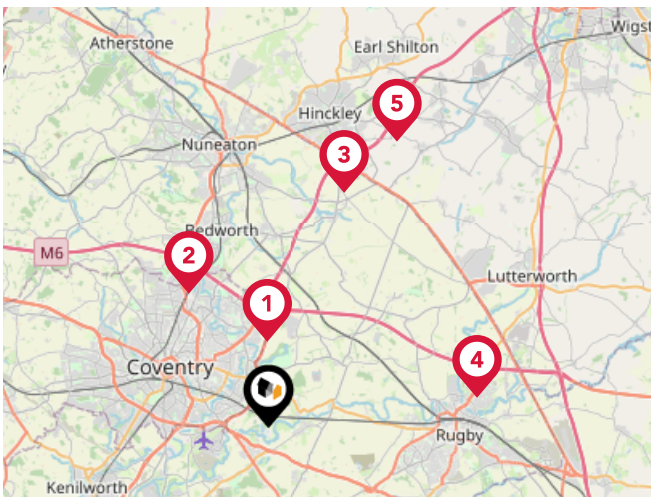 Wigst
Atherstone
Earl Shilton
5
Hinckley
Nuneaton
3
Bedworth
M6
2
Lutterworth
1
Coventry
4
Rugby
Kenilworth